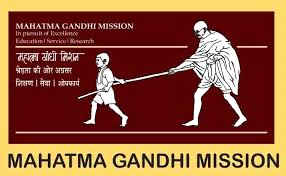 MAHATMA GANDHI MISSION
In pursuit of Excellence
Education | Service | Research
महात्मा गांधी मिशन
श्रेष्ठता की ओर अग्रसर
शिक्षण | सेवा | शोधकार्य
MAHATMA GANDHI MISSION